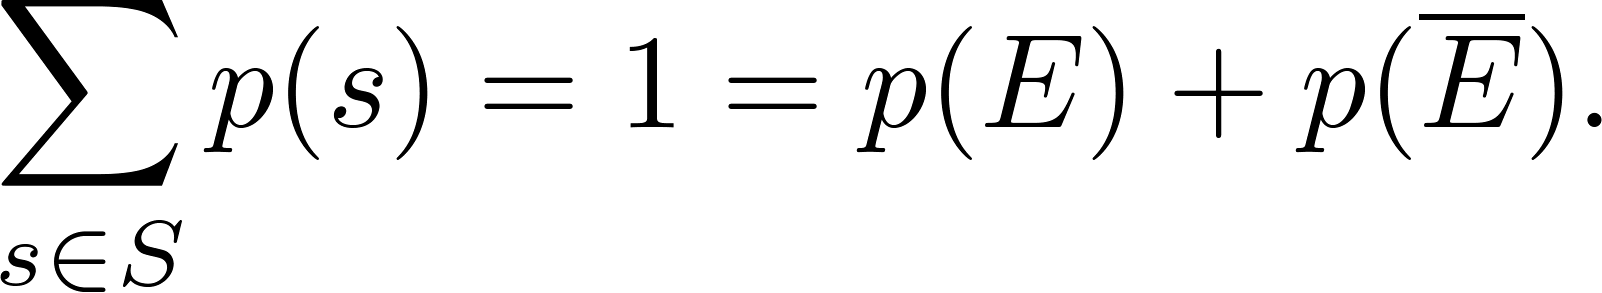 \sum_{s \in S} p(s) = 1 = p(E) + p(\overline{E}).